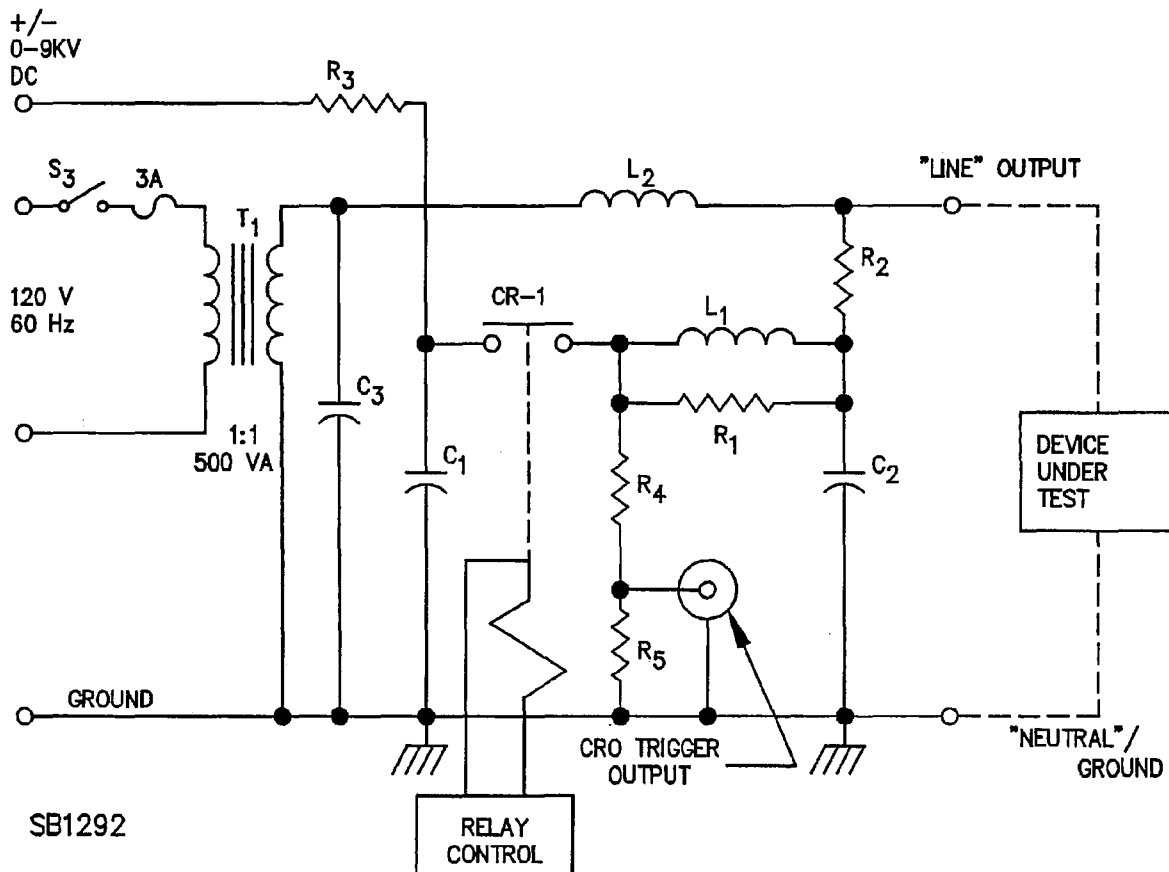 +/-
0-9KV
DC
R3
S3
3A
T1
L2
"LINE" OUTPUT
R2
120 V
60 Hz
CR-1
L1
C3
R1
1:1
500 VA
C1
R4
C2
DEVICE
UNDER
TEST
R5
GROUND
CRO TRIGGER
OUTPUT
"NEUTRAL"/
GROUND
SB1292
RELAY
CONTROL